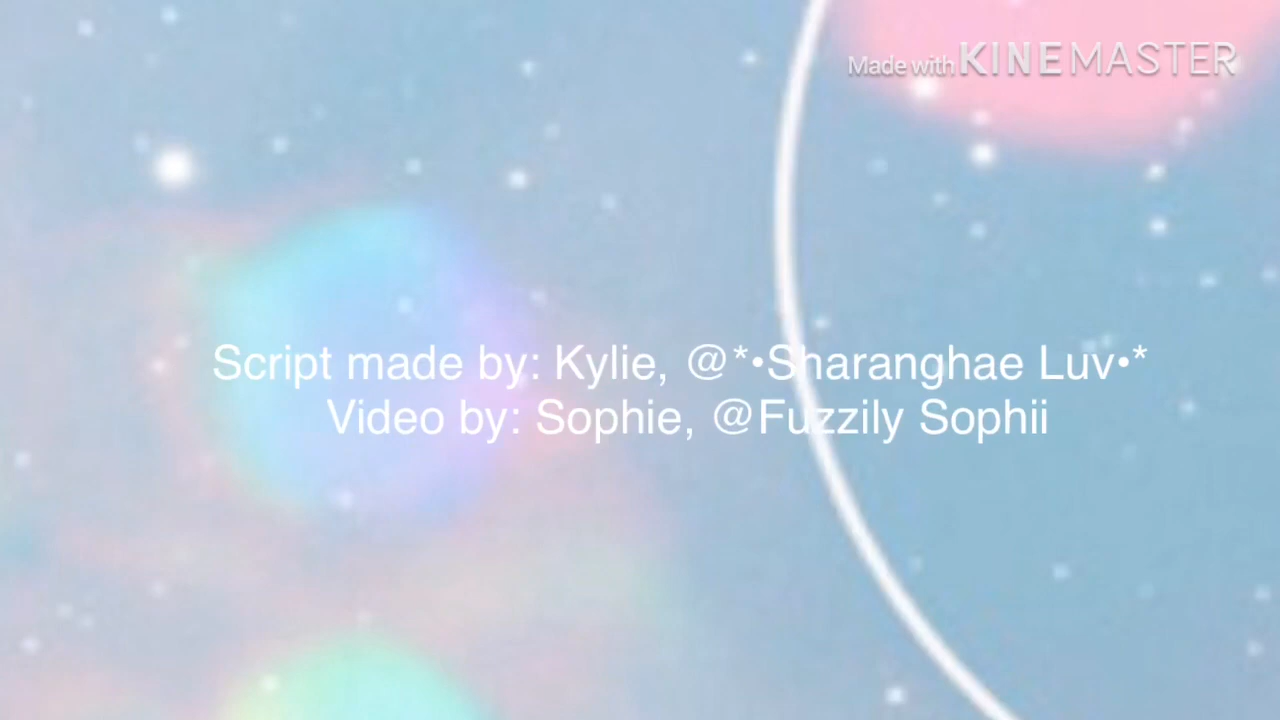 Made with KINEMASTER
Script made by: Kylie, @*•Sharanghae Luv•*
Video by: Sophie, @Fuzzily Sophii